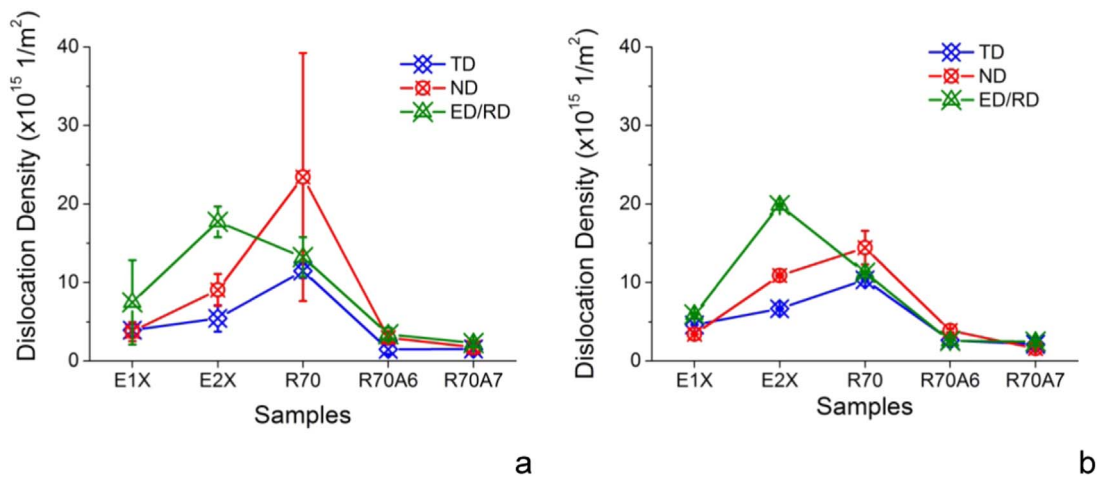 Dislocation Density (x10¹⁵ 1/m²)
40
30
20
10
0
TD
ND
ED/RD
E1X E2X R70 R70A6 R70A7
Samples
a
Dislocation Density (x10¹⁵ 1/m²)
40
30
20
10
0
TD
ND
ED/RD
E1X E2X R70 R70A6 R70A7
Samples
b